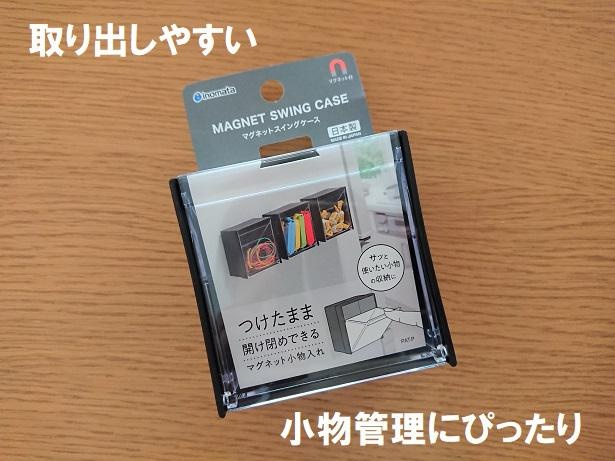 取り出しやすい
inomata
マグネット付
MAGNET SWING CASE
マグネットスイングケース
日本製
MADE IN JAPAN
サッと
使いたい小物
の収納に
つけたまま
開け閉めできる
マグネット小物入れ
PAT.P
小物管理にぴったり